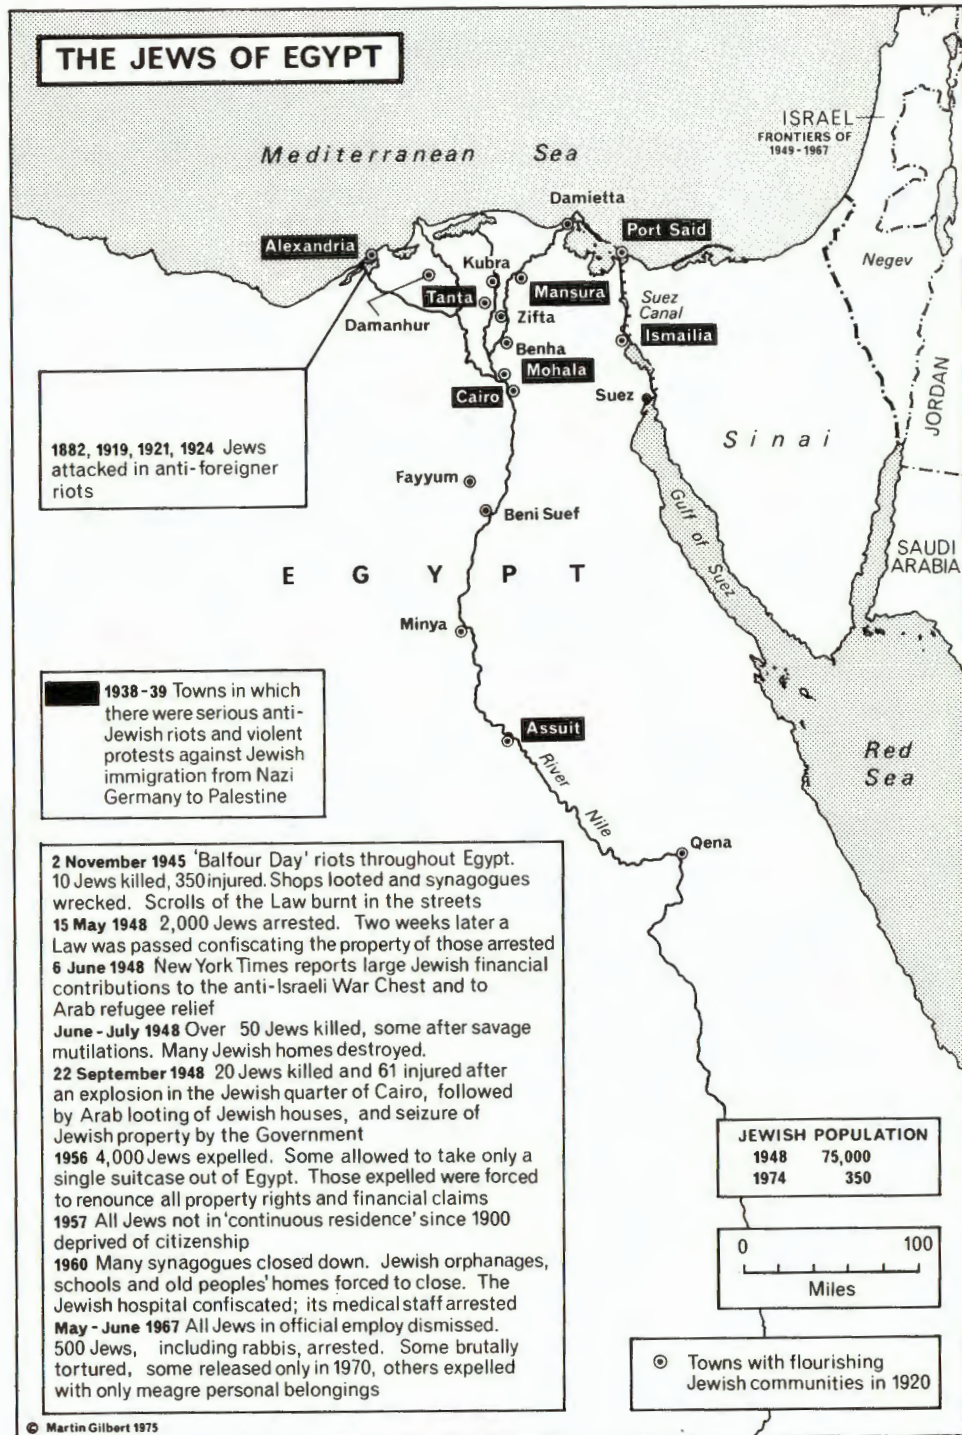 THE JEWS OF EGYPT
ISRAEL
FRONTIERS OF
1949-1967
Mediterranean Sea
Damietta
Alexandria
Port Said
Kubra
Negev
Tanta
Mansura
Suez
Canal
Damanhur
Zifta
Ismailia
Benha
Mohala
Cairo
Suez
JORDAN
Sinai
1882, 1919, 1921, 1924 Jews
attacked in anti-foreigner
riots
Fayyum
Beni Suef
Gulf of Suez
SAUDI
ARABIA
EGYPT
Minya
1938-39 Towns in which
there were serious anti-
Jewish riots and violent
protests against Jewish
immigration from Nazi
Germany to Palestine
Assuit
River Nile
Red
Sea
Qena
2 November 1945 'Balfour Day' riots throughout Egypt.
10 Jews killed, 350 injured. Shops looted and synagogues
wrecked. Scrolls of the Law burnt in the streets
15 May 1948 2,000 Jews arrested. Two weeks later a
Law was passed confiscating the property of those arrested
6 June 1948 New York Times reports large Jewish financial
contributions to the anti-Israeli War Chest and to
Arab refugee relief
June - July 1948 Over 50 Jews killed, some after savage
mutilations. Many Jewish homes destroyed.
22 September 1948 20 Jews killed and 61 injured after
an explosion in the Jewish quarter of Cairo, followed
by Arab looting of Jewish houses, and seizure of
Jewish property by the Government
1956 4,000 Jews expelled. Some allowed to take only a
single suitcase out of Egypt. Those expelled were forced
to renounce all property rights and financial claims
1957 All Jews not in 'continuous residence' since 1900
deprived of citizenship
1960 Many synagogues closed down. Jewish orphanages,
schools and old peoples' homes forced to close. The
Jewish hospital confiscated; its medical staff arrested
May - June 1967 All Jews in official employ dismissed.
500 Jews, including rabbis, arrested. Some brutally
tortured, some released only in 1970, others expelled
with only meagre personal belongings
JEWISH POPULATION
1948 75,000
1974 350
0 100
Miles
Towns with flourishing
Jewish communities in 1920
© Martin Gilbert 1975